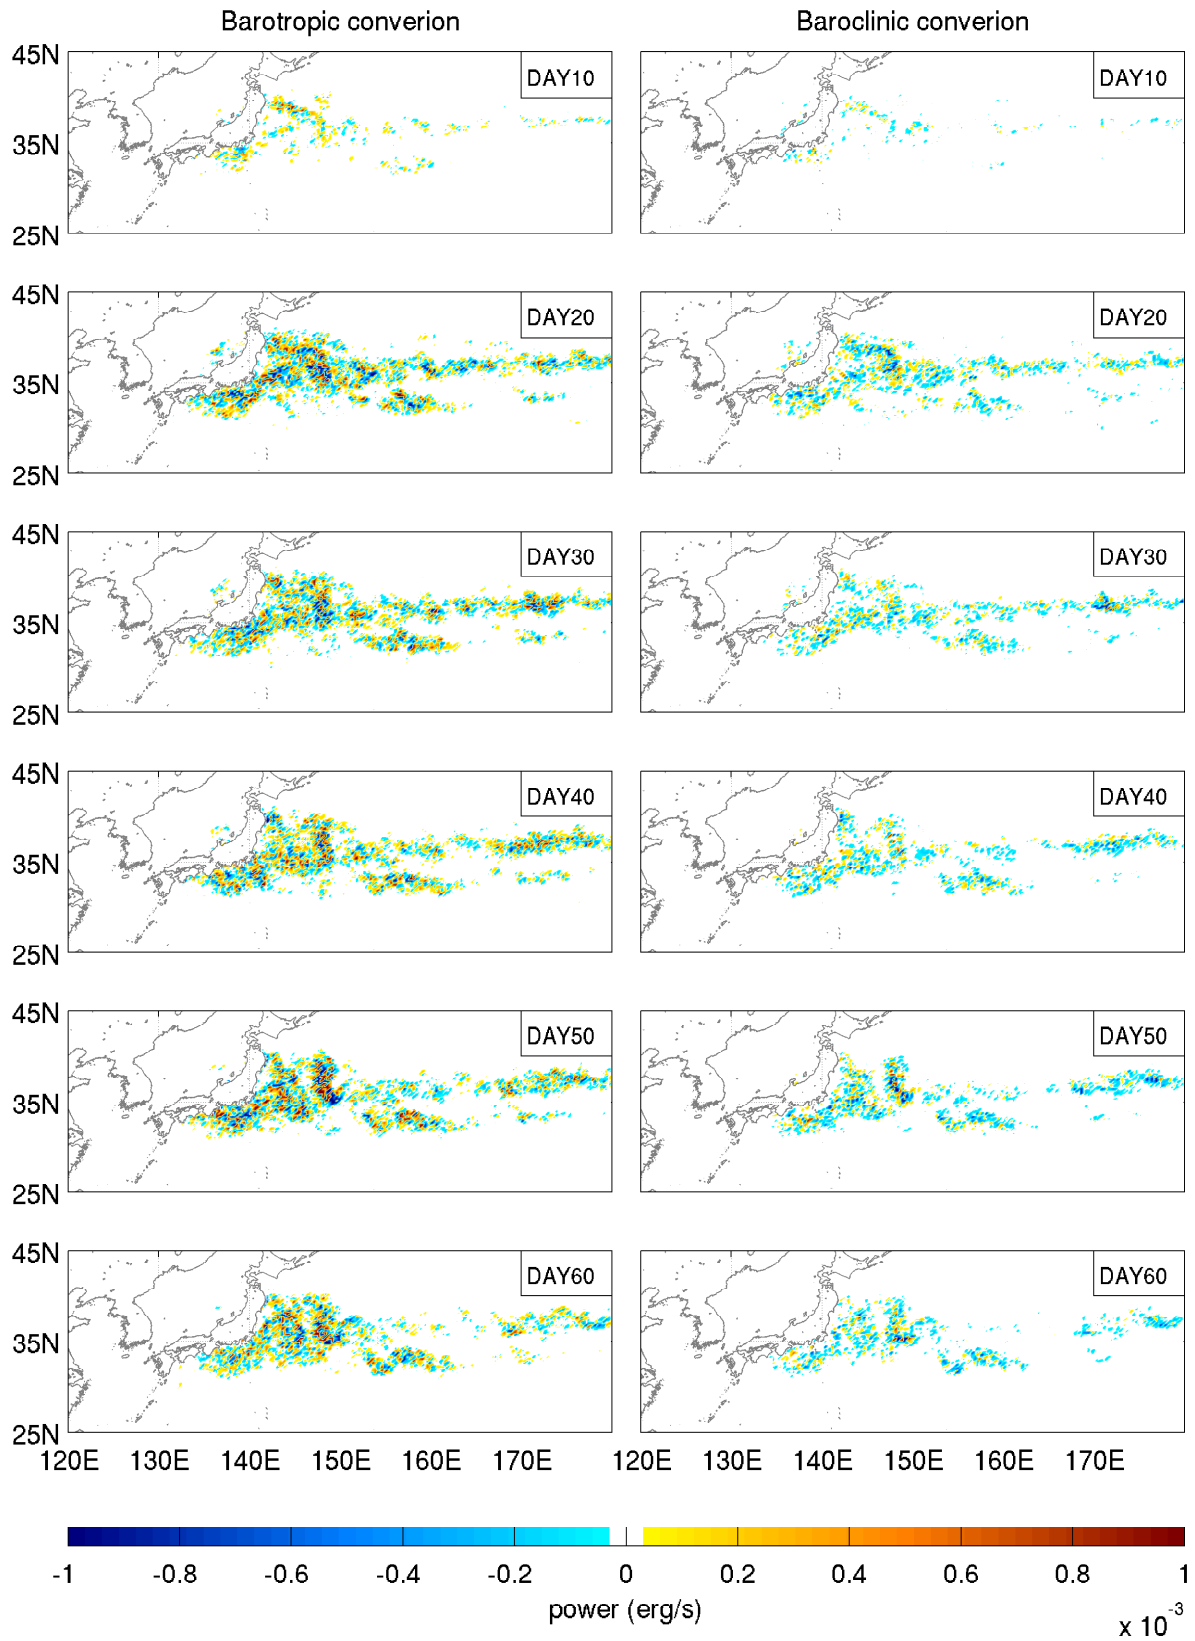 Barotropic converion Baroclinic converion
45N DAY10 DAY10
35N
25N
45N DAY20 DAY20
35N
25N
45N DAY30 DAY30
35N
25N
45N DAY40 DAY40
35N
25N
45N DAY50 DAY50
35N
25N
45N DAY60 DAY60
35N
25N
120E 130E 140E 150E 160E 170E 120E 130E 140E 150E 160E 170E
-1 -0.8 -0.6 -0.4 -0.2 0 0.2 0.4 0.6 0.8 1
power (erg/s)
x 10⁻³